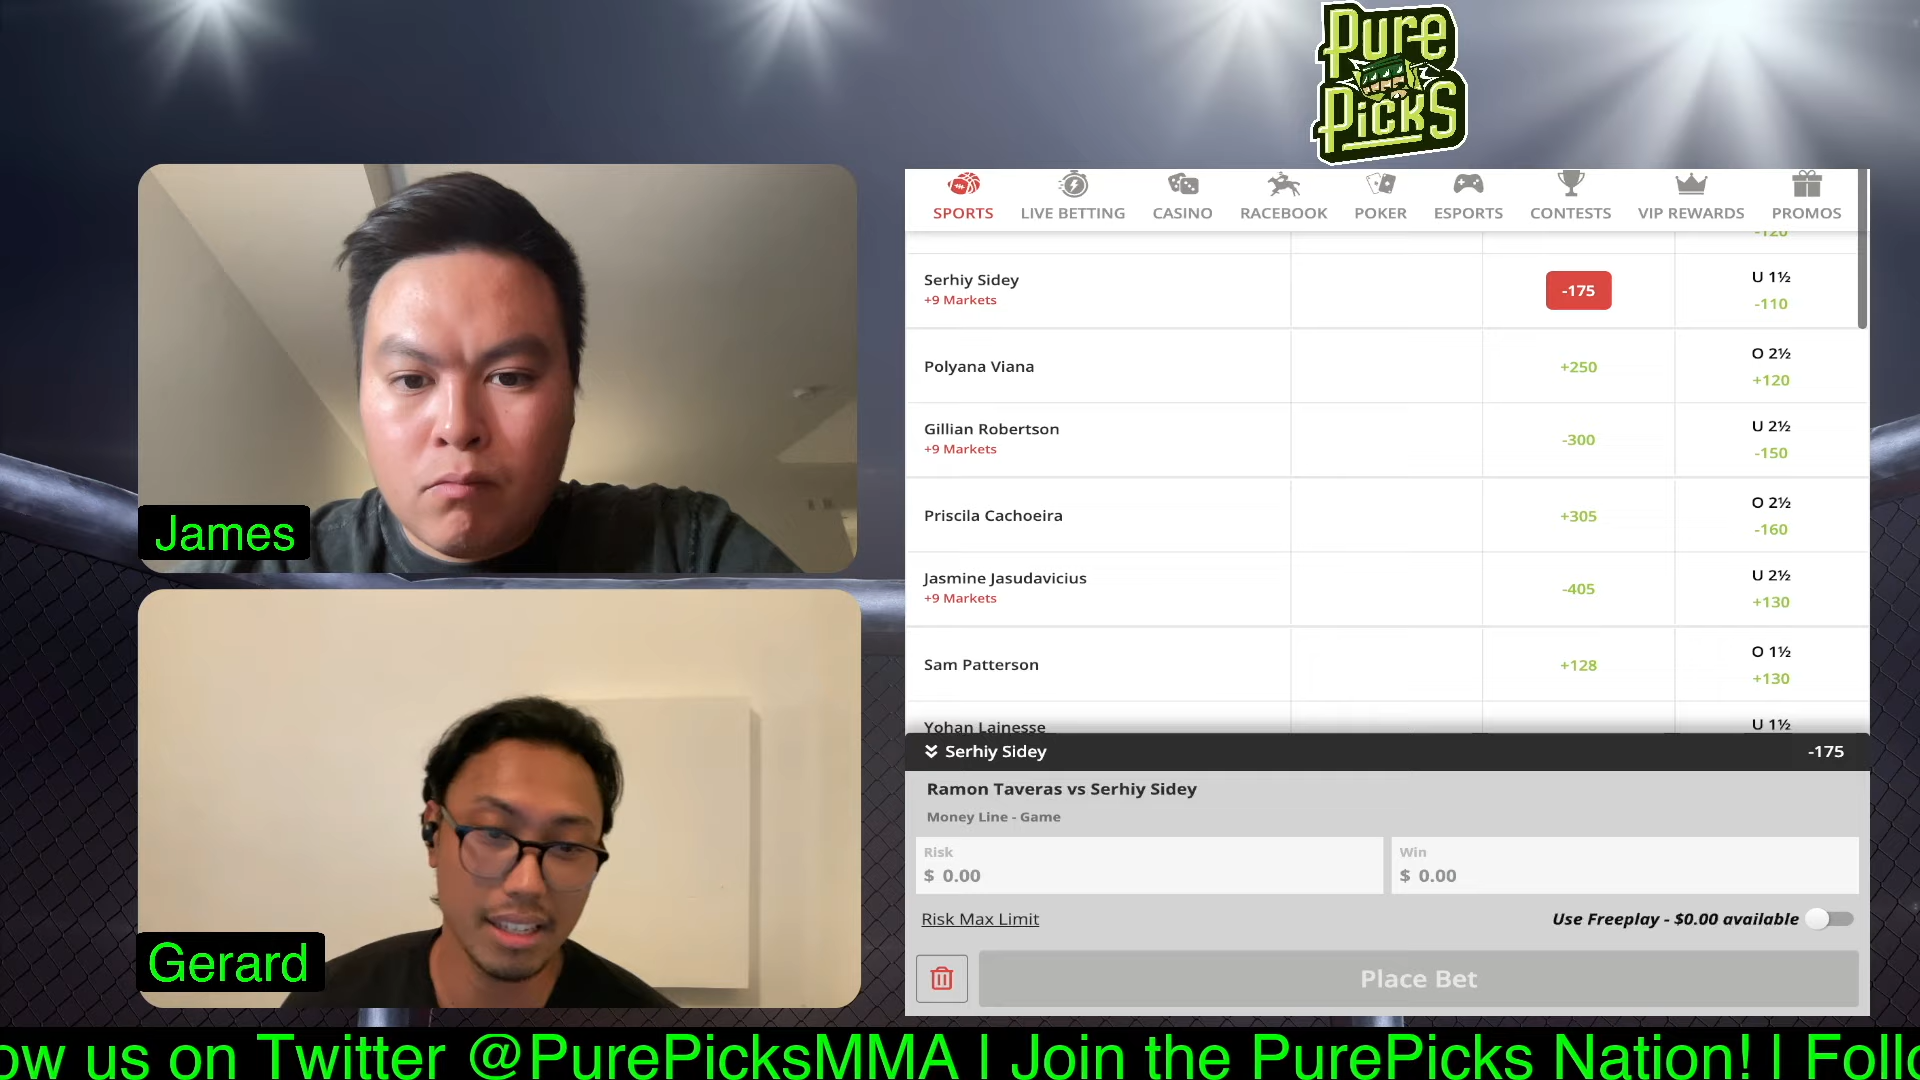 Pure
Picks
SPORTS
LIVE BETTING
CASINO
RACEBOOK
POKER
ESPORTS
CONTESTS
VIP REWARDS
PROMOS
-120
Serhiy Sidey
+9 Markets
-175
U 1½
-110
Polyana Viana
+250
O 2½
+120
Gillian Robertson
+9 Markets
-300
U 2½
-150
Priscila Cachoeira
+305
O 2½
-160
Jasmine Jasudavicius
+9 Markets
-405
U 2½
+130
Sam Patterson
+128
O 1½
+130
Yohan Lainesse
U 1½
Serhiy Sidey
-175
Ramon Taveras vs Serhiy Sidey
Money Line - Game
Risk
$ 0.00
Win
$ 0.00
Risk Max Limit
Use Freeplay - $0.00 available
Place Bet
James
Gerard
ow us on Twitter @PurePicksMMA | Join the PurePicks Nation! | Follo